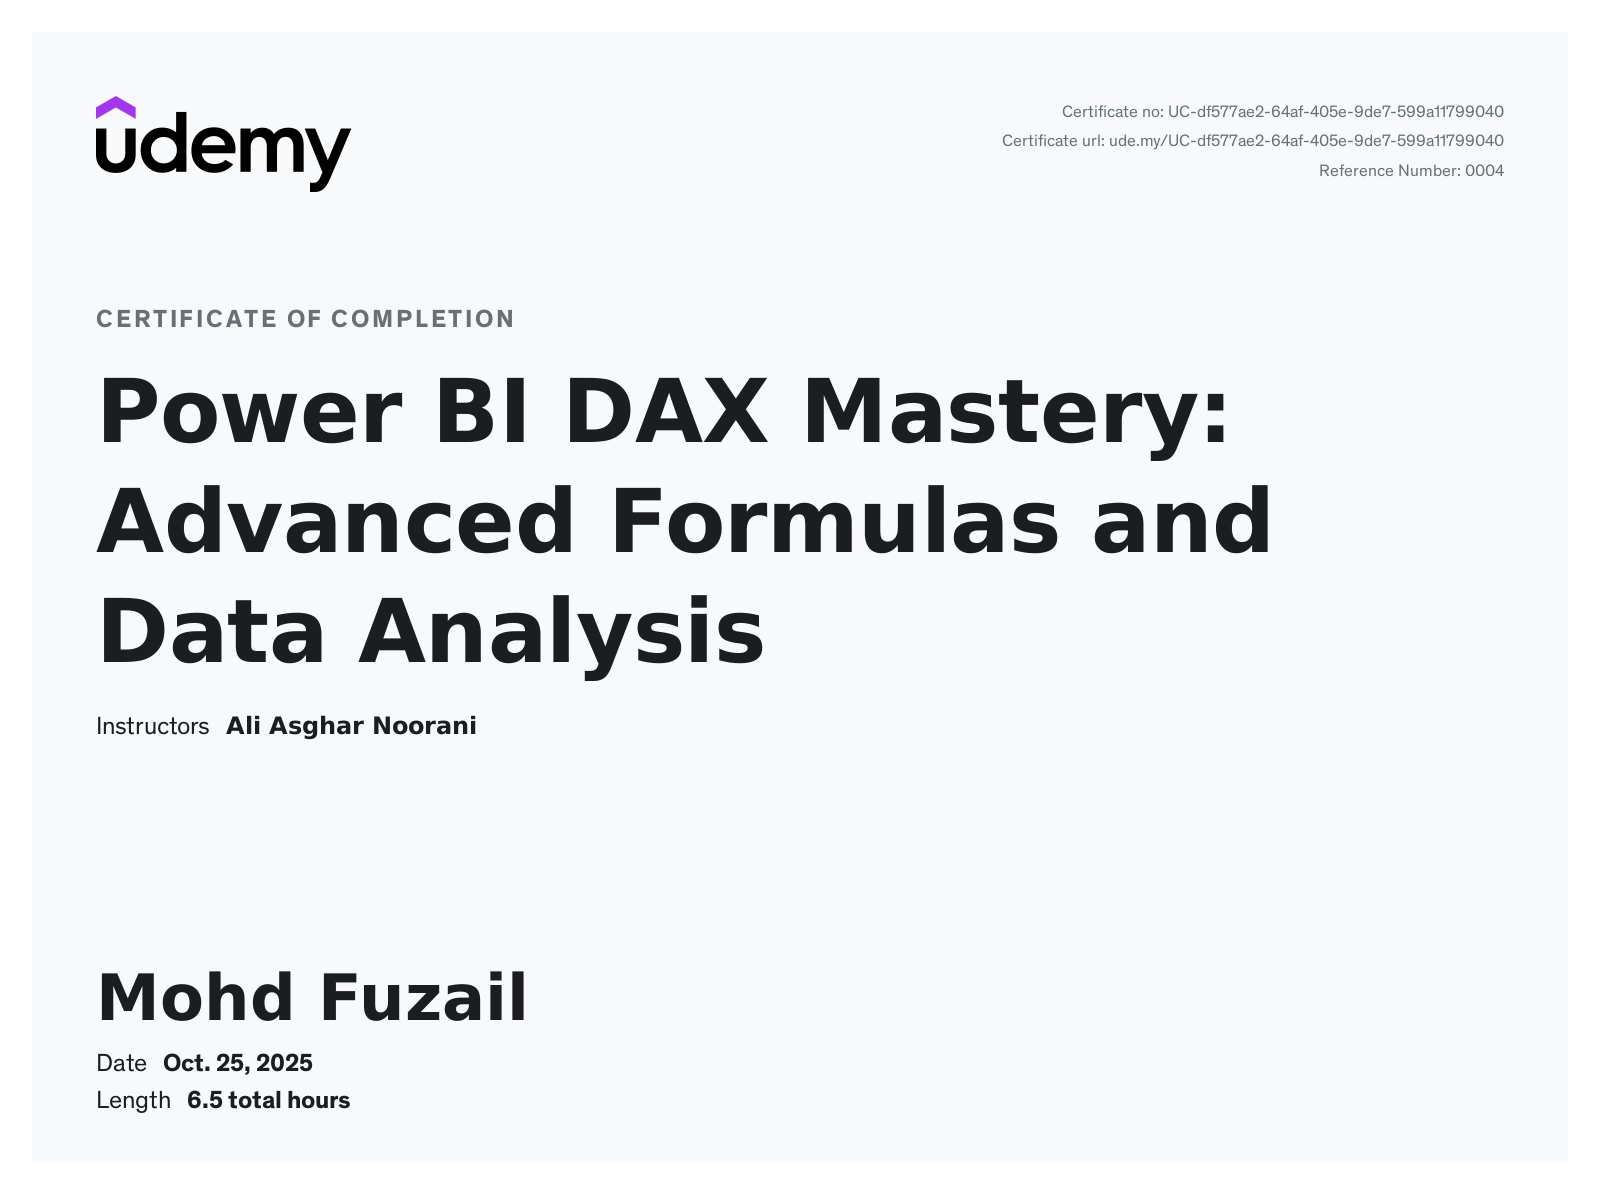 udemy
Certificate no: UC-df577ae2-64af-405e-9de7-599a11799040
Certificate url: ude.my/UC-df577ae2-64af-405e-9de7-599a11799040
Reference Number: 0004
CERTIFICATE OF COMPLETION
Power BI DAX Mastery:
Advanced Formulas and
Data Analysis
Instructors Ali Asghar Noorani
Mohd Fuzail
Date Oct. 25, 2025
Length 6.5 total hours